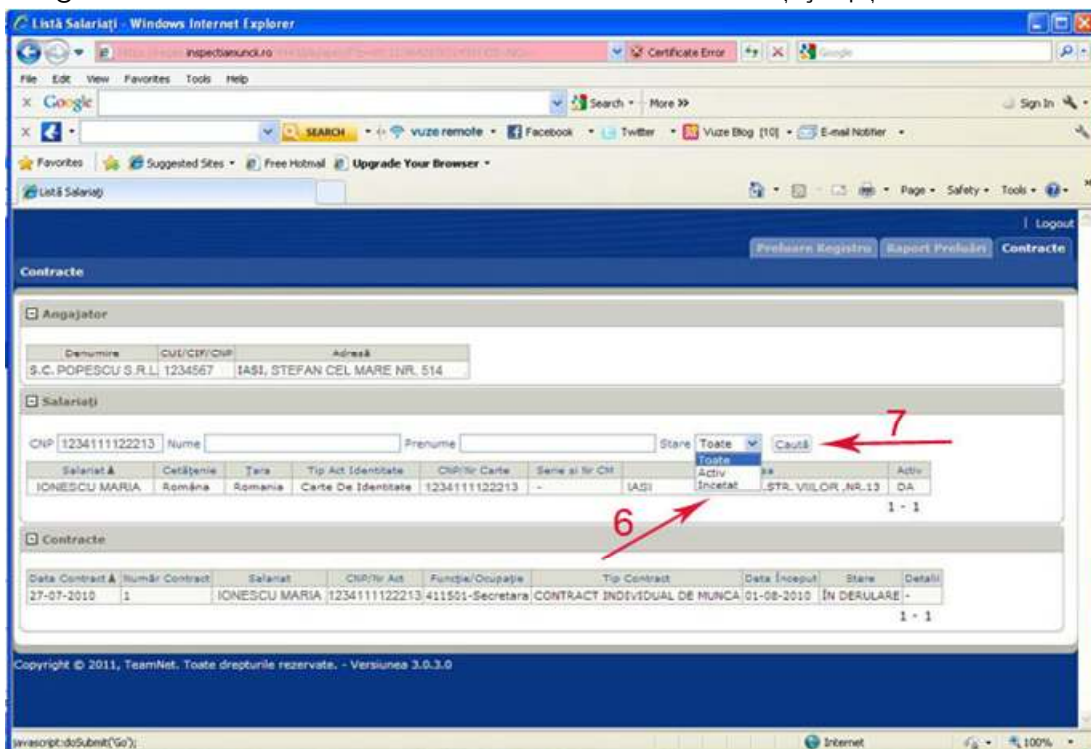 Listă Salariați - Windows Internet Explorer
inspectiamuncii.ro Certificate Error Google
File Edit View Favorites Tools Help
x Google Search More >> Sign In
x SEARCH vuze remote Facebook Twitter Vuze Blog [10] E-mail Notifier
Favorites Suggested Sites Free Hotmail Upgrade Your Browser
Listă Salariați Page Safety Tools
| Logout
Preluare Registru Raport Preluări Contracte
Contracte
Angajator
Denumire CUI/CIF/CNP Adresă
S.C. POPESCU S.R.L. 1234567 IASI, STEFAN CEL MARE NR. 514
Salariați
7
CNP 1234111122213 Nume Prenume Stare Toate Caută
Toate
Activ
Incetat
Salariat Cetățenie Tara Tip Act Identitate CNP/Nr Carte Serie si Nr CM Activ
IONESCU MARIA Româna Romania Carte De Identitate 1234111122213 - IASI STR. VIILOR ,NR.13 DA
1 - 1
6
Contracte
Data Contract Număr Contract Salariat CNP/Nr Act Funcție/Ocupație Tip Contract Data Început Stare Detalii
27-07-2010 1 IONESCU MARIA 1234111122213 411501-Secretara CONTRACT INDIVIDUAL DE MUNCA 01-08-2010 ÎN DERULARE -
1 - 1
Copyright © 2011, TeamNet. Toate drepturile rezervate. - Versiunea 3.0.3.0
javascript:doSubmit('Go'); Internet 100%